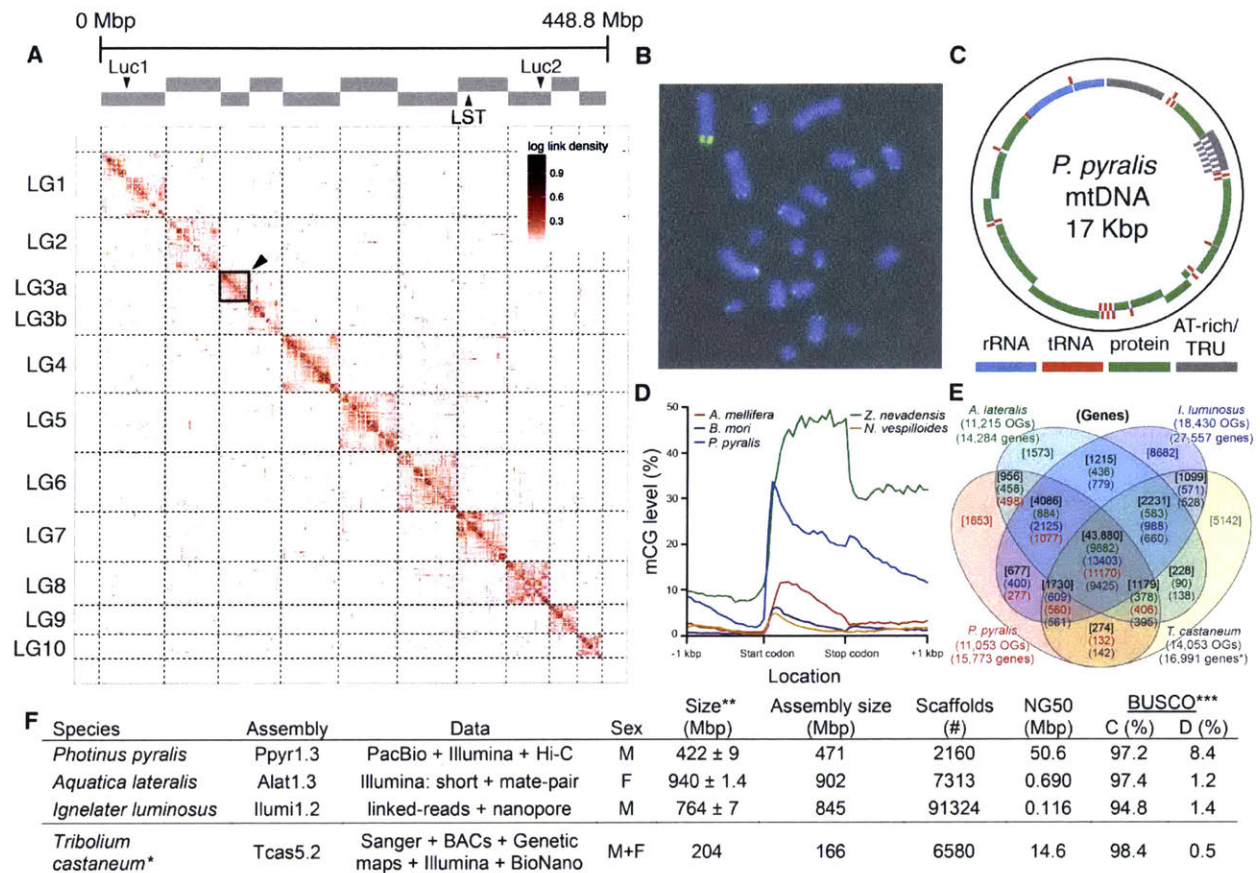 0 Mbp 448.8 Mbp
A
Luc1 Luc2
LST
log link density
0.9
0.6
0.3
LG1
LG2
LG3a
LG3b
LG4
LG5
LG6
LG7
LG8
LG9
LG10
B
C
P. pyralis
mtDNA
17 Kbp
rRNA tRNA protein AT-rich/
TRU
D
A. mellifera
B. mori
P. pyralis
Z. nevadensis
N. vespilloides
mCG level (%)
50
40
30
20
10
0
-1 kbp Start codon Stop codon +1 kbp
Location
E
(Genes)
A. lateralis
(11,215 OGs)
(14,284 genes)
I. luminosus
(18,430 OGs)
(27,557 genes)
[1573]
[1215]
(436)
(779)
[8682]
[956]
(458)
(498)
[1099]
(571)
(528)
[4086]
(884)
(2125)
(1077)
[2231]
(583)
(988)
(660)
[1653]
[5142]
[43,880]
(9882)
(13403)
(11170)
(9425)
[677]
(400)
(277)
[228]
(90)
(138)
[1730]
(609)
(560)
(561)
[1179]
(378)
(406)
(395)
[274]
(132)
(142)
P. pyralis
(11,053 OGs)
(15,773 genes)
T. castaneum
(14,053 OGs)
(16,991 genes*)
F
Species Assembly Data Sex Size** (Mbp) Assembly size (Mbp) Scaffolds (#) NG50 (Mbp) BUSCO*** C (%) D (%)
Photinus pyralis Ppyr1.3 PacBio + Illumina + Hi-C M 422 ± 9 471 2160 50.6 97.2 8.4
Aquatica lateralis Alat1.3 Illumina: short + mate-pair F 940 ± 1.4 902 7313 0.690 97.4 1.2
Ignelater luminosus Ilumi1.2 linked-reads + nanopore M 764 ± 7 845 91324 0.116 94.8 1.4
Tribolium castaneum* Tcas5.2 Sanger + BACs + Genetic maps + Illumina + BioNano M+F 204 166 6580 14.6 98.4 0.5